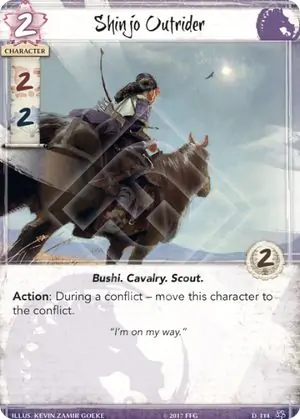 2 Shinjo Outrider
CHARACTER
2
2
2
Bushi. Cavalry. Scout.
Action: During a conflict – move this character to
the conflict.
"I'm on my way."
ILLUS. KEVIN ZAMIR GOEKE © 2017 FFG D 114